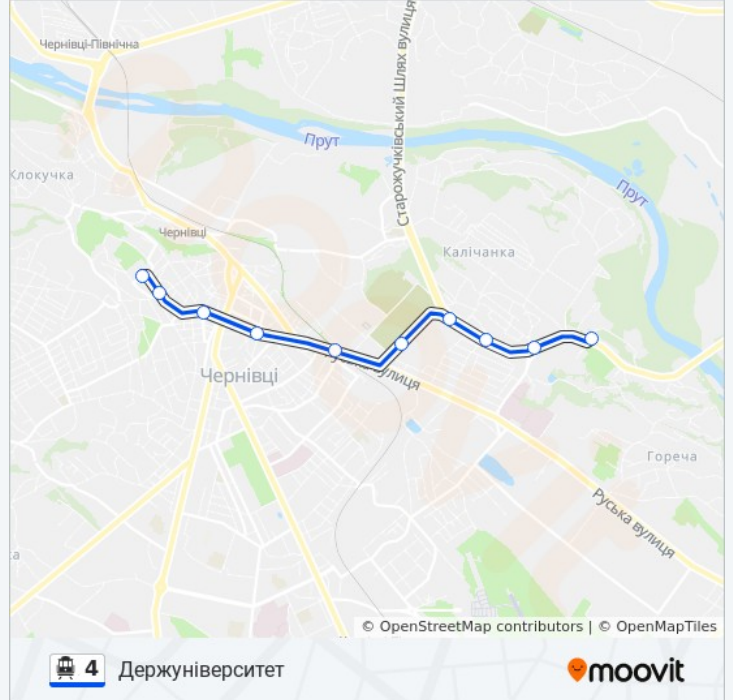 Чернівці-Північна
Старожучківський Шлях вулиця
Прут
Прут
Клокучка
Чернівці
Калічанка
Чернівці
Руська вулиця
Гореча
Руська вулиця
© OpenStreetMap contributors | © OpenMapTiles
4 Держуніверситет
moovit